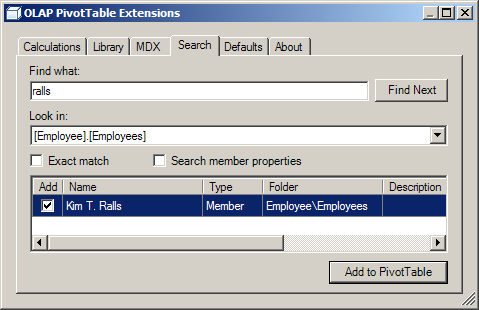 OLAP PivotTable Extensions
Calculations Library MDX Search Defaults About
Find what:
ralls
Find Next
Look in:
[Employee].[Employees]
Exact match Search member properties
Add Name Type Folder Description
Kim T. Ralls Member Employee\Employees
Add to PivotTable